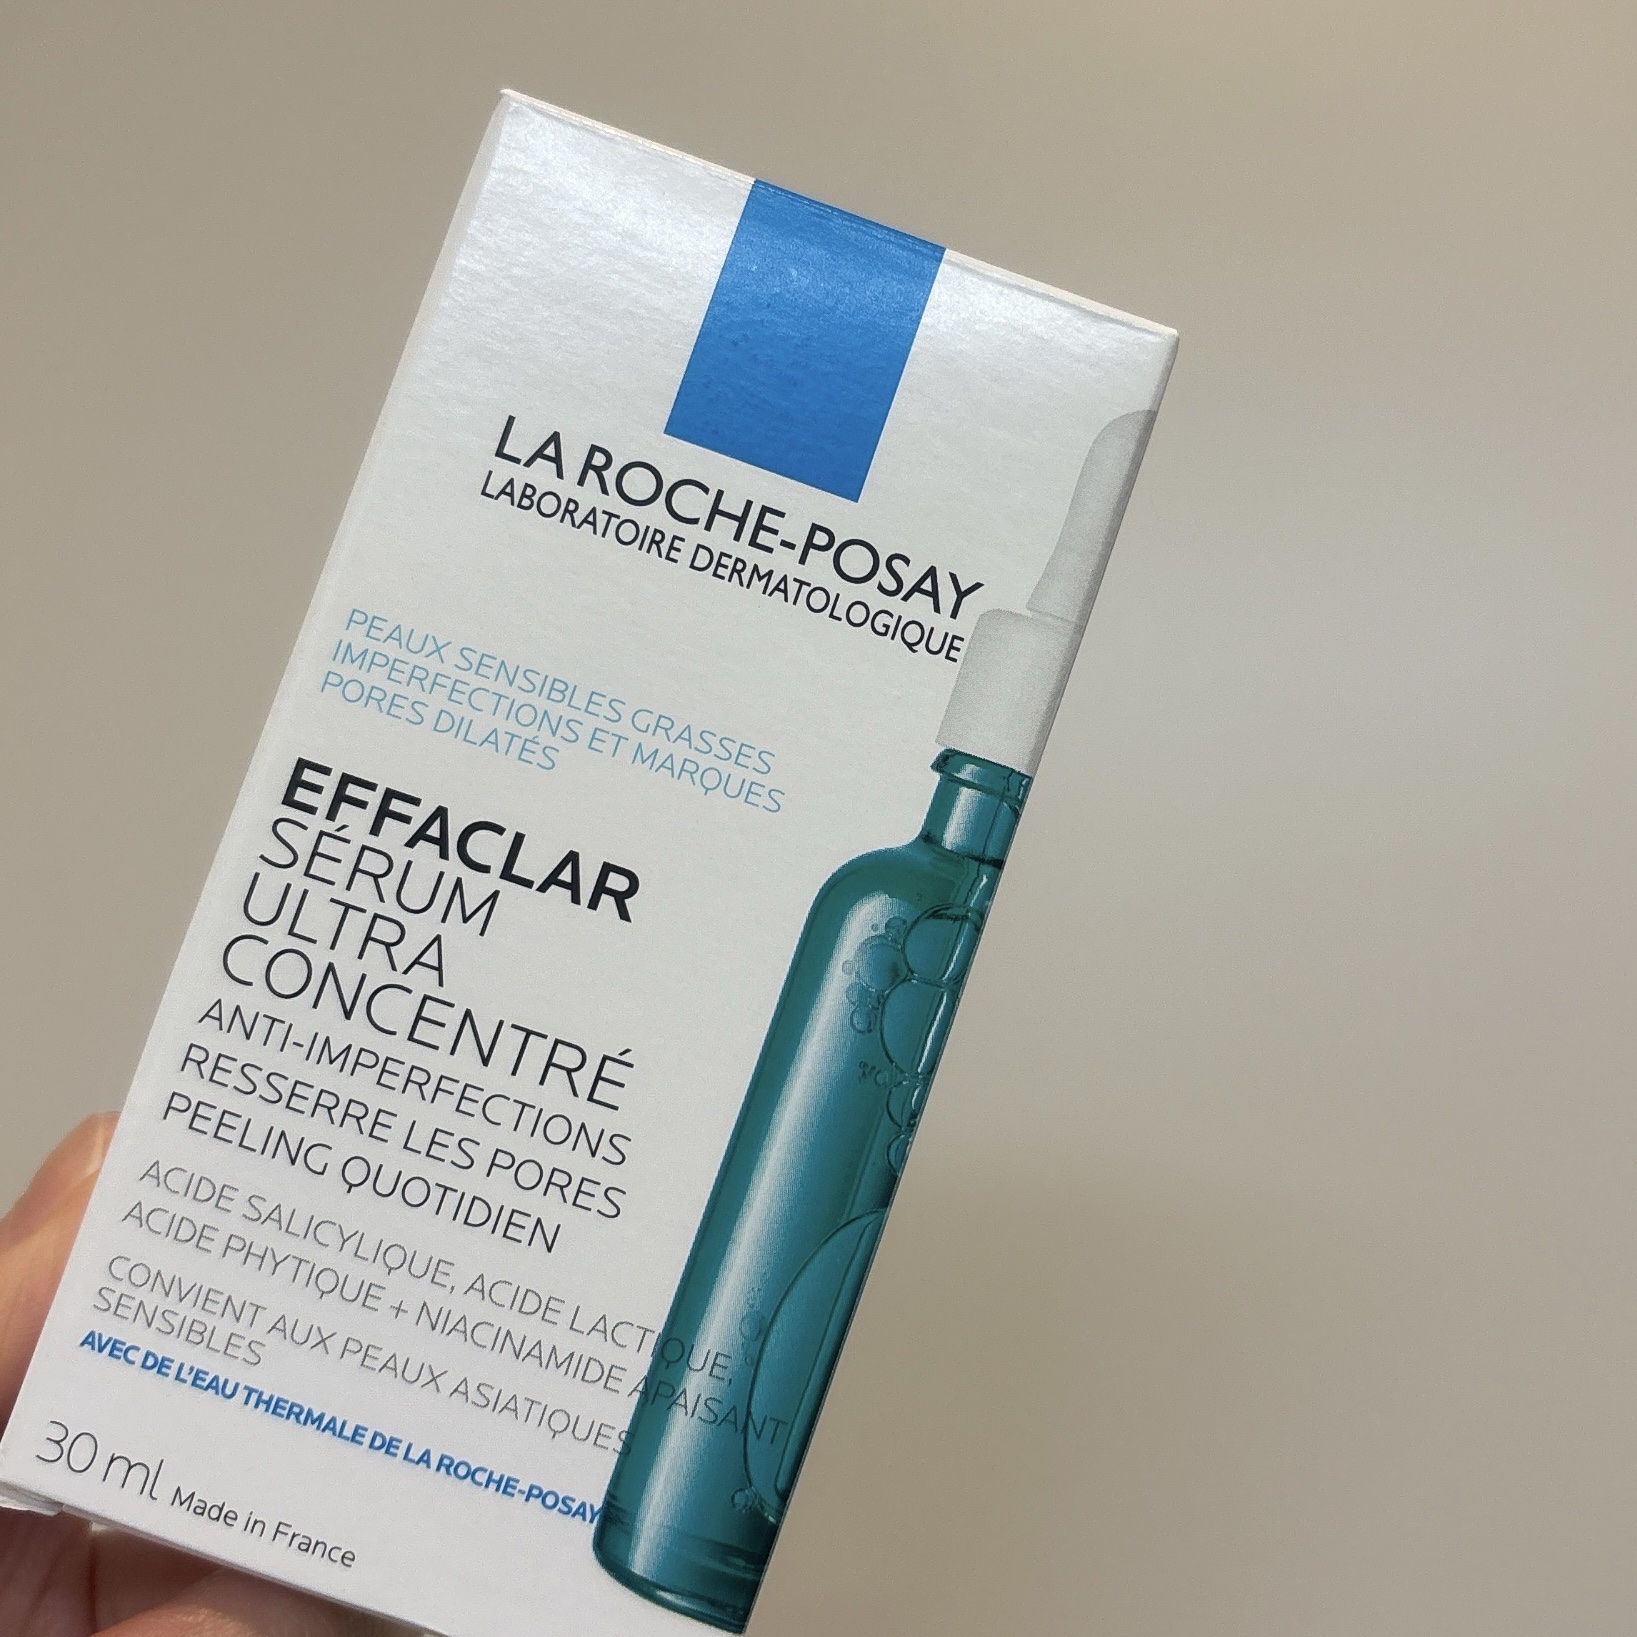 LA ROCHE-POSAY
LABORATOIRE DERMATOLOGIQUE
PEAUX SENSIBLES GRASSES
IMPERFECTIONS ET MARQUES
PORES DILATÉS
EFFACLAR
SÉRUM
ULTRA
CONCENTRÉ
ANTI-IMPERFECTIONS
RESSERRE LES PORES
PEELING QUOTIDIEN
ACIDE SALICYLIQUE, ACIDE LACTIQUE,
ACIDE PHYTIQUE + NIACINAMIDE APAISANT
CONVIENT AUX PEAUX ASIATIQUES
SENSIBLES
AVEC DE L'EAU THERMALE DE LA ROCHE-POSAY
30 ml Made in France